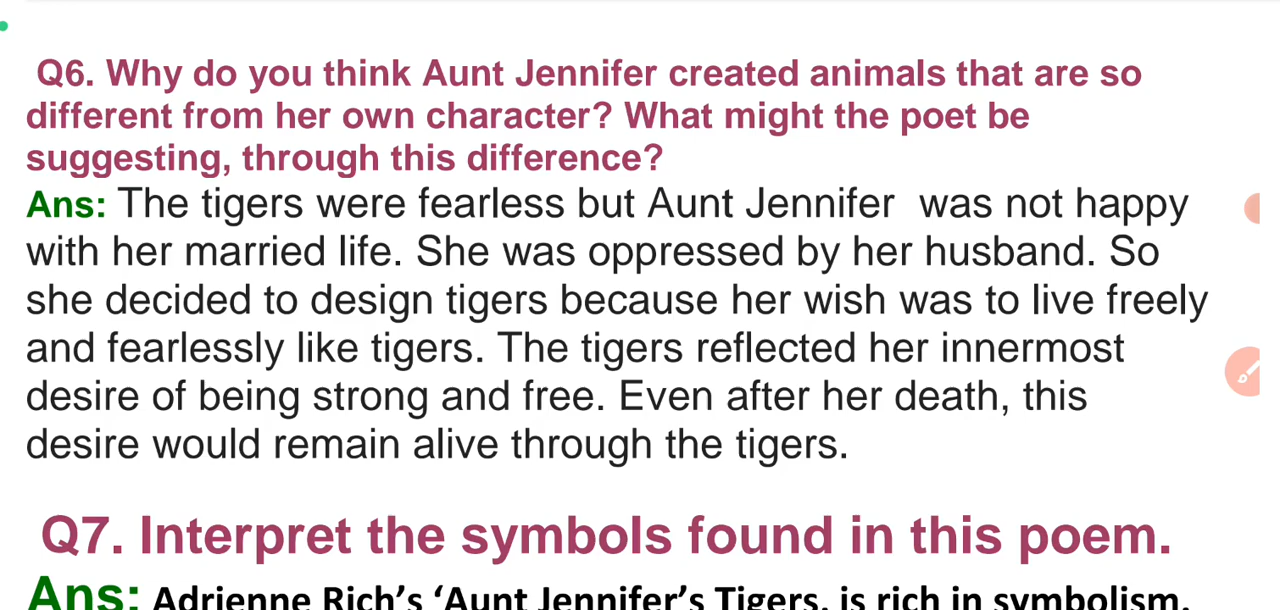 Q6. Why do you think Aunt Jennifer created animals that are so
different from her own character? What might the poet be
suggesting, through this difference?
Ans: The tigers were fearless but Aunt Jennifer  was not happy
with her married life. She was oppressed by her husband. So
she decided to design tigers because her wish was to live freely
and fearlessly like tigers. The tigers reflected her innermost
desire of being strong and free. Even after her death, this
desire would remain alive through the tigers.
Q7. Interpret the symbols found in this poem.
Ans: Adrienne Rich’s ‘Aunt Jennifer’s Tigers, is rich in symbolism.